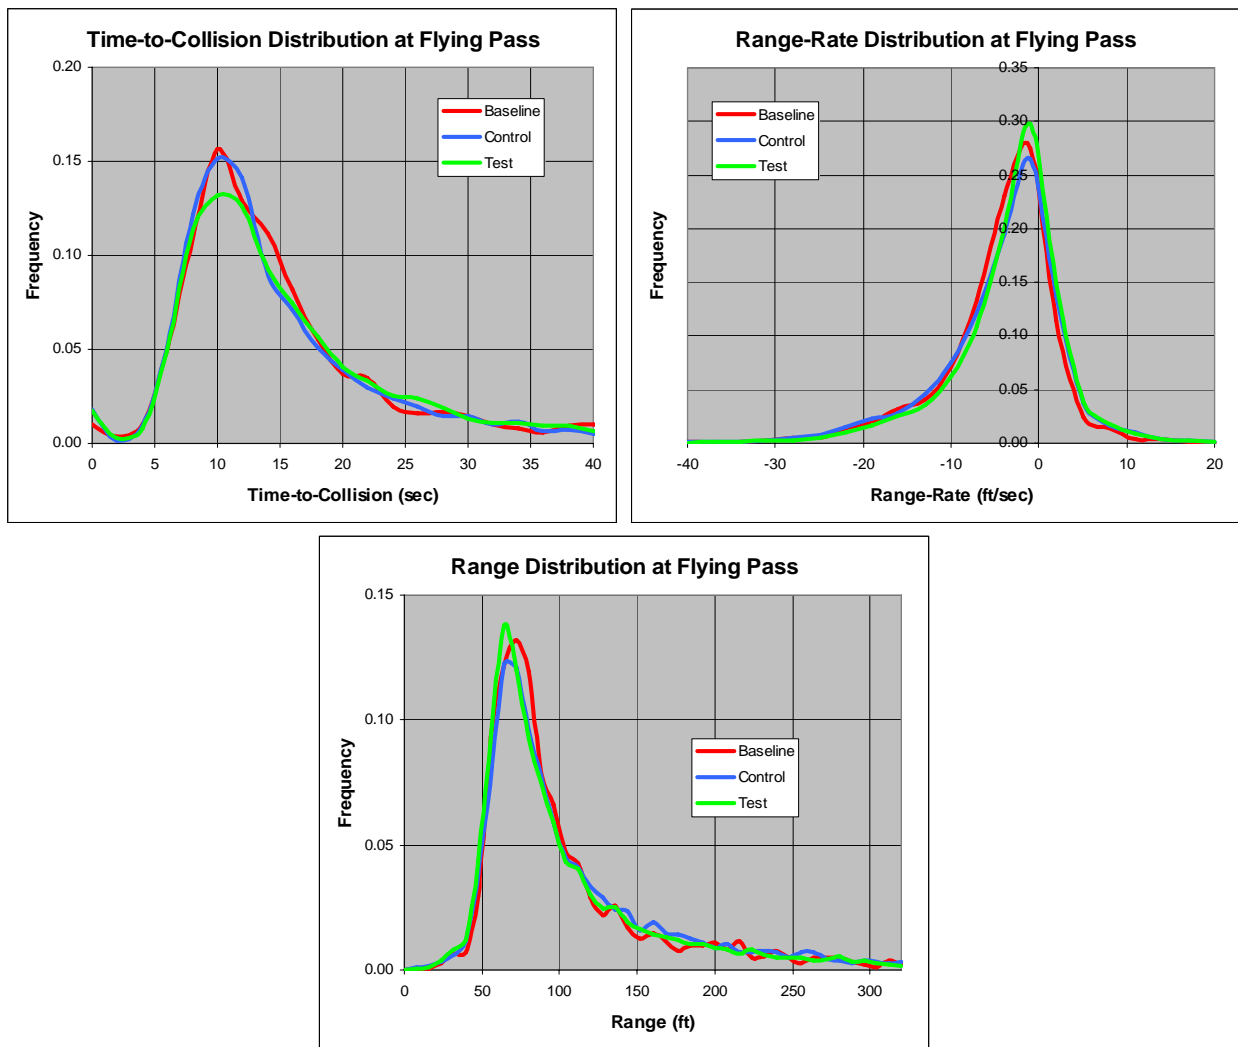 Time-to-Collision Distribution at Flying Pass
0.20
0.15
0.10
0.05
0.00
0 5 10 15 20 25 30 35 40
Frequency
Time-to-Collision (sec)
Baseline
Control
Test
Range-Rate Distribution at Flying Pass
0.35
0.30
0.25
0.20
0.15
0.10
0.05
0.00
-40 -30 -20 -10 0 10 20
Frequency
Range-Rate (ft/sec)
Baseline
Control
Test
Range Distribution at Flying Pass
0.15
0.10
0.05
0.00
0 50 100 150 200 250 300
Frequency
Range (ft)
Baseline
Control
Test